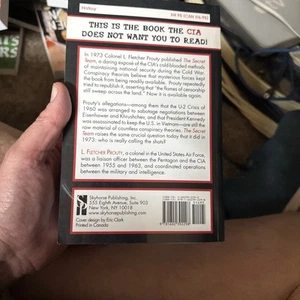 History
THIS IS THE BOOK THE CIA
DOES NOT WANT YOU TO READ!
In 1973 Colonel L. Fletcher Prouty published The Secret
Team, a daring expose of the CIA's cold-blooded methods
of maintaining national security during the Cold War.
Conspiracy theories believe that mysterious forces kept
the book from being readily available. Prouty repeatedly
tried to republish it, asserting that "the flames of censorship
still sweep across the land." Now it is available again.
Prouty's allegations—among them that the U-2 Crisis of
1960 was arranged to sabotage negotiations between
Eisenhower and Khrushchev, and that President Kennedy
was assassinated to keep the U.S. in Vietnam—are still the
raw material of countless conspiracy theories. The Secret
Team raises the same crucial question today that it did in
1973: who is really calling the shots?
L. FLETCHER PROUTY, a colonel in the United States Air Force,
was a liaison officer between the Pentagon and the CIA
between 1955 and 1963, and coordinated operations
between the military and intelligence.
Skyhorse Publishing, Inc.
555 Eighth Avenue, Suite 903
New York, NY 10018
www.skyhorsepublishing.com
Cover design by Eric Clark
Printed in Canada